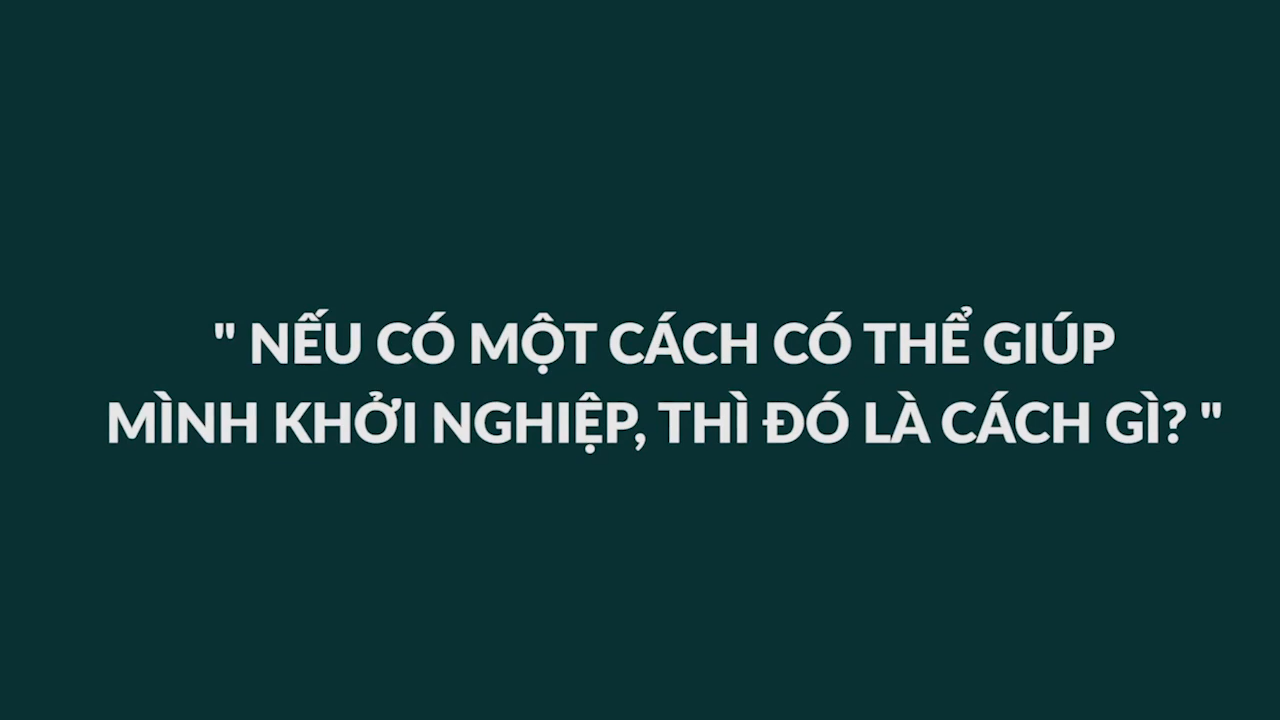 " NẾU CÓ MỘT CÁCH CÓ THỂ GIÚP
MÌNH KHỞI NGHIỆP, THÌ ĐÓ LÀ CÁCH GÌ? "